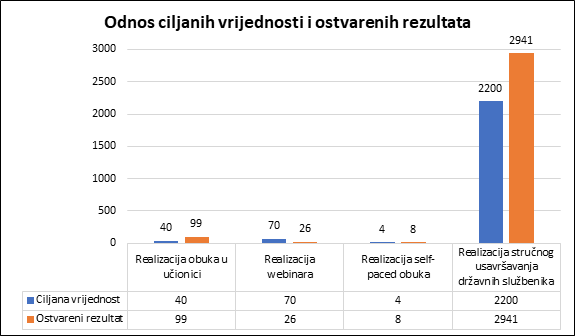 Odnos ciljanih vrijednosti i ostvarenih rezultata
3000
2500
2000
1500
1000
500
0
40 99 70 26 4 8 2200 2941
Realizacija obuka u
učionici
Realizacija
webinara
Realizacija self-
paced obuka
Realizacija stručnog
usavršavanja
državnih službenika
Ciljana vrijednost 40 70 4 2200
Ostvareni rezultat 99 26 8 2941